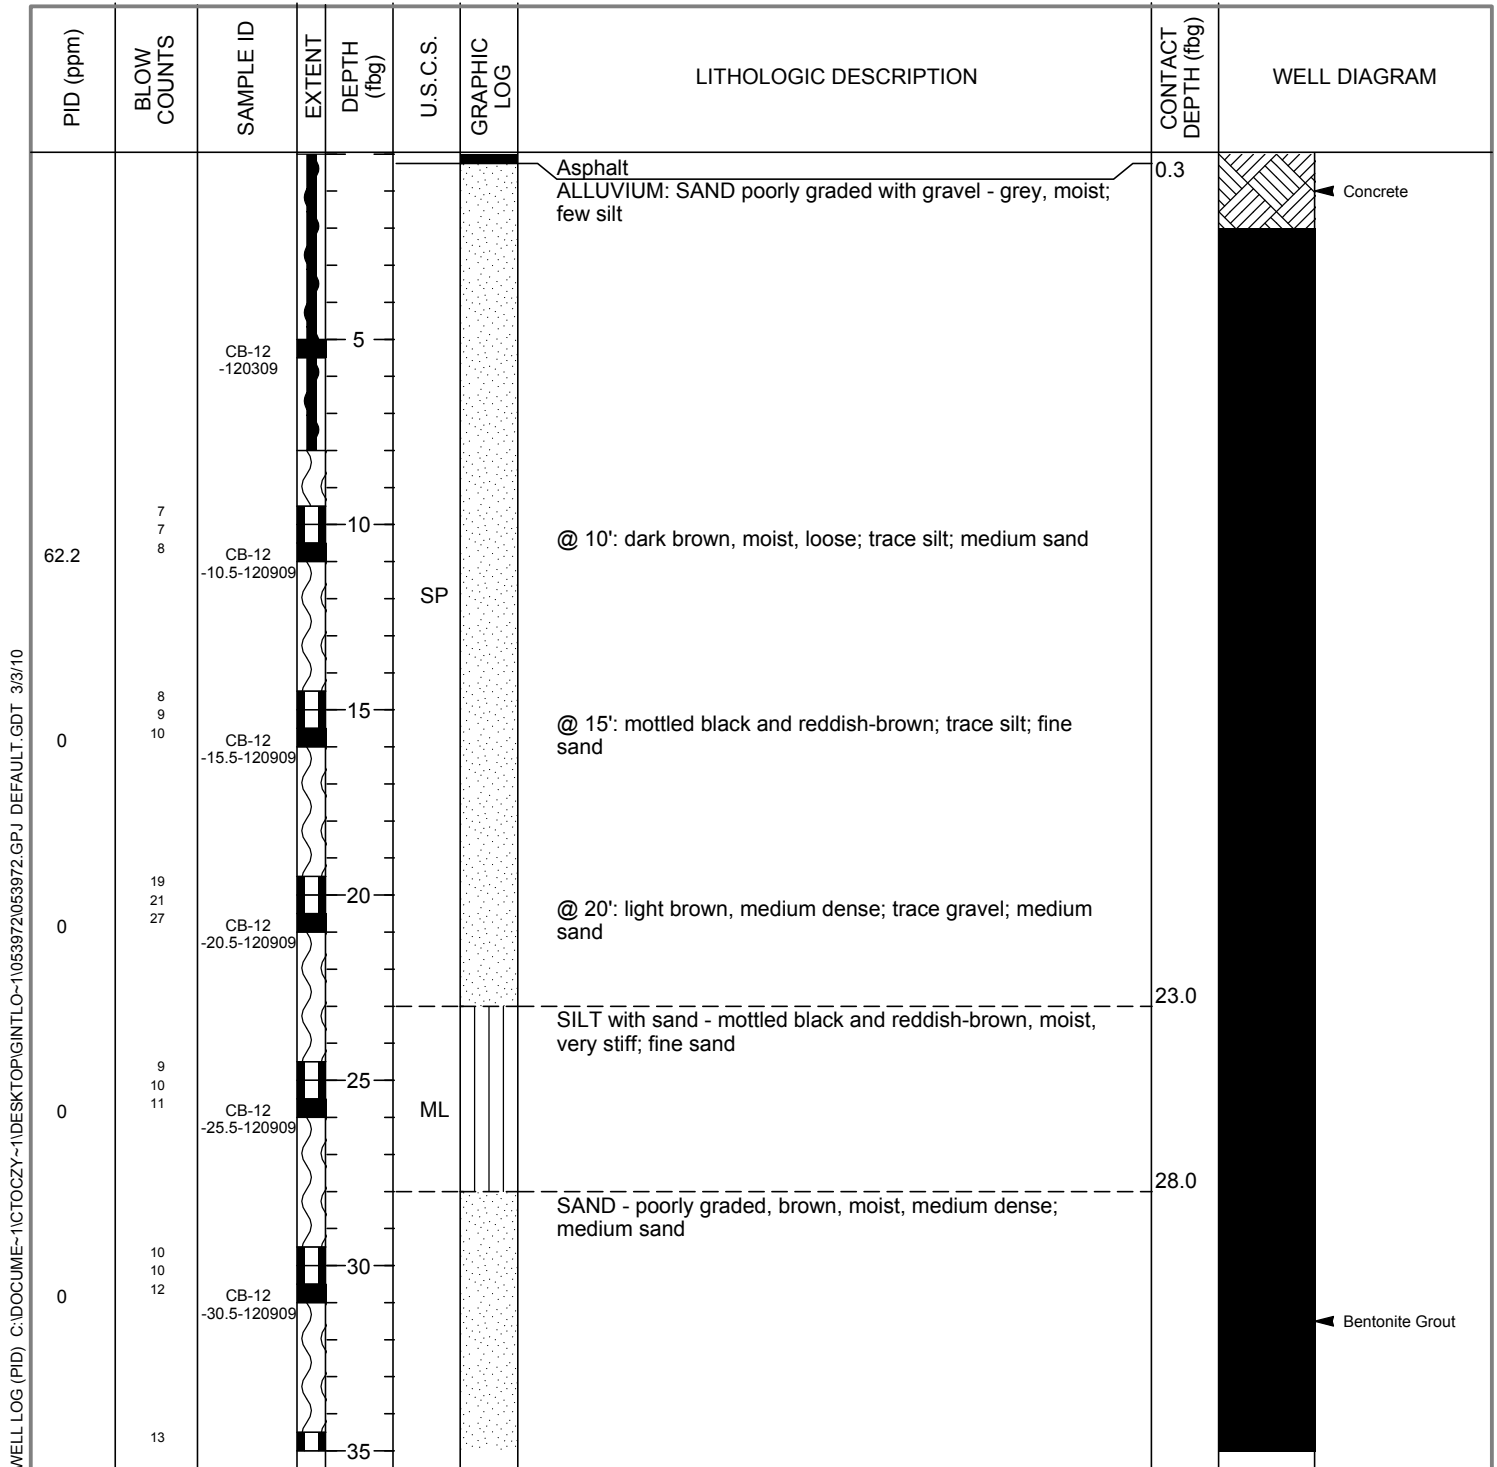 PID (ppm)
BLOW
COUNTS
SAMPLE ID
EXTENT
DEPTH
(fbg)
U.S.C.S.
GRAPHIC
LOG
LITHOLOGIC DESCRIPTION
CONTACT
DEPTH (fbg)
WELL DIAGRAM
Asphalt
0.3
ALLUVIUM: SAND poorly graded with gravel - grey, moist;
few silt
Concrete
5
CB-12
-120309
7
7
8
10
@ 10': dark brown, moist, loose; trace silt; medium sand
62.2
CB-12
-10.5-120909
SP
8
9
10
15
@ 15': mottled black and reddish-brown; trace silt; fine
sand
0
CB-12
-15.5-120909
19
21
27
20
@ 20': light brown, medium dense; trace gravel; medium
sand
0
CB-12
-20.5-120909
23.0
SILT with sand - mottled black and reddish-brown, moist,
very stiff; fine sand
9
10
11
25
0
CB-12
-25.5-120909
ML
28.0
SAND - poorly graded, brown, moist, medium dense;
medium sand
10
10
12
30
0
CB-12
-30.5-120909
Bentonite Grout
13
35
WELL LOG (PID) C:\DOCUME~1\CTOCZY~1\DESKTOP\GINTLO~1\053972\053972.GPJ DEFAULT.GDT 3/3/10